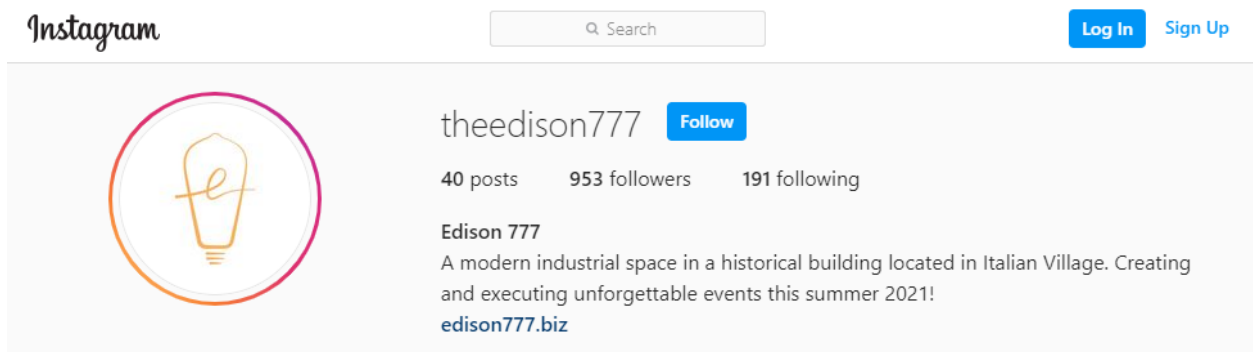 Instagram
Search
Log In
Sign Up
theedison777
Follow
40 posts 953 followers 191 following
Edison 777
A modern industrial space in a historical building located in Italian Village. Creating
and executing unforgettable events this summer 2021!
edison777.biz
e